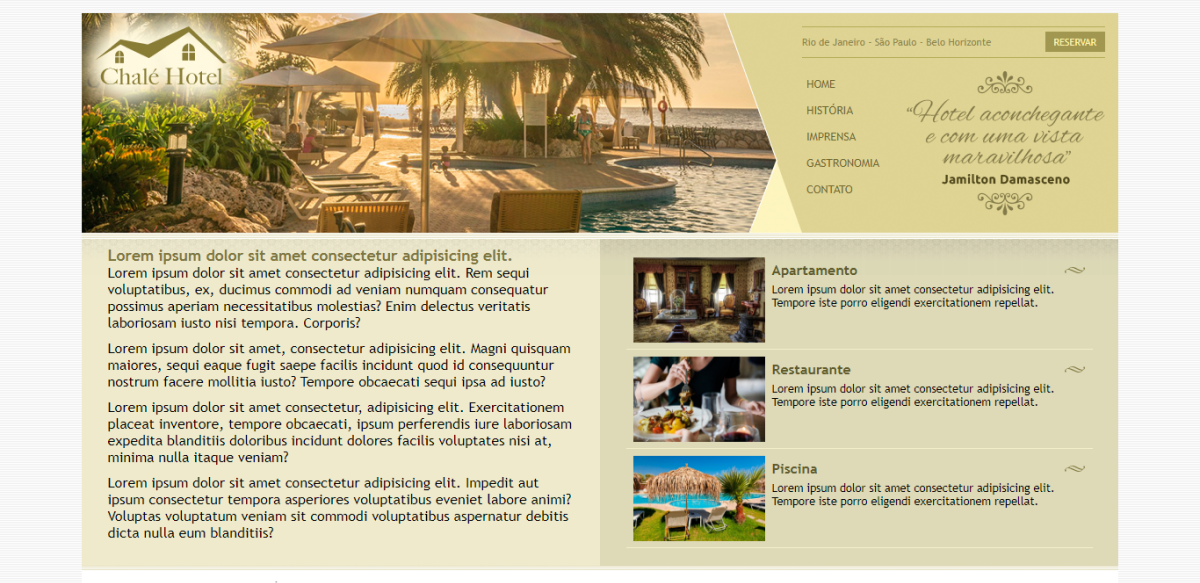 Chalé Hotel
Rio de Janeiro - São Paulo - Belo Horizonte
RESERVAR
HOME
HISTÓRIA
IMPRENSA
GASTRONOMIA
CONTATO
“Hotel aconchegante
e com uma vista
maravilhosa”
Jamilton Damasceno
Lorem ipsum dolor sit amet consectetur adipisicing elit.
Lorem ipsum dolor sit amet consectetur adipisicing elit. Rem sequi
voluptatibus, ex, ducimus commodi ad veniam numquam consequatur
possimus aperiam necessitatibus molestias? Enim delectus veritatis
laboriosam iusto nisi tempora. Corporis?
Lorem ipsum dolor sit amet, consectetur adipisicing elit. Magni quisquam
maiores, sequi eaque fugit saepe facilis incidunt quod id consequuntur
nostrum facere mollitia iusto? Tempore obcaecati sequi ipsa ad iusto?
Lorem ipsum dolor sit amet consectetur, adipisicing elit. Exercitationem
placeat inventore, tempore obcaecati, ipsum perferendis iure laboriosam
expedita blanditiis doloribus incidunt dolores facilis voluptates nisi at,
minima nulla itaque veniam?
Lorem ipsum dolor sit amet consectetur adipisicing elit. Impedit aut
ipsum consectetur tempora asperiores voluptatibus eveniet labore animi?
Voluptas voluptatum veniam sit commodi voluptatibus aspernatur debitis
dicta nulla eum blanditiis?
Apartamento
Lorem ipsum dolor sit amet consectetur, adipisicing elit.
Tempore iste porro eligendi exercitationem repellat.
Restaurante
Lorem ipsum dolor sit amet consectetur, adipisicing elit.
Tempore iste porro eligendi exercitationem repellat.
Piscina
Lorem ipsum dolor sit amet consectetur, adipisicing elit.
Tempore iste porro eligendi exercitationem repellat.